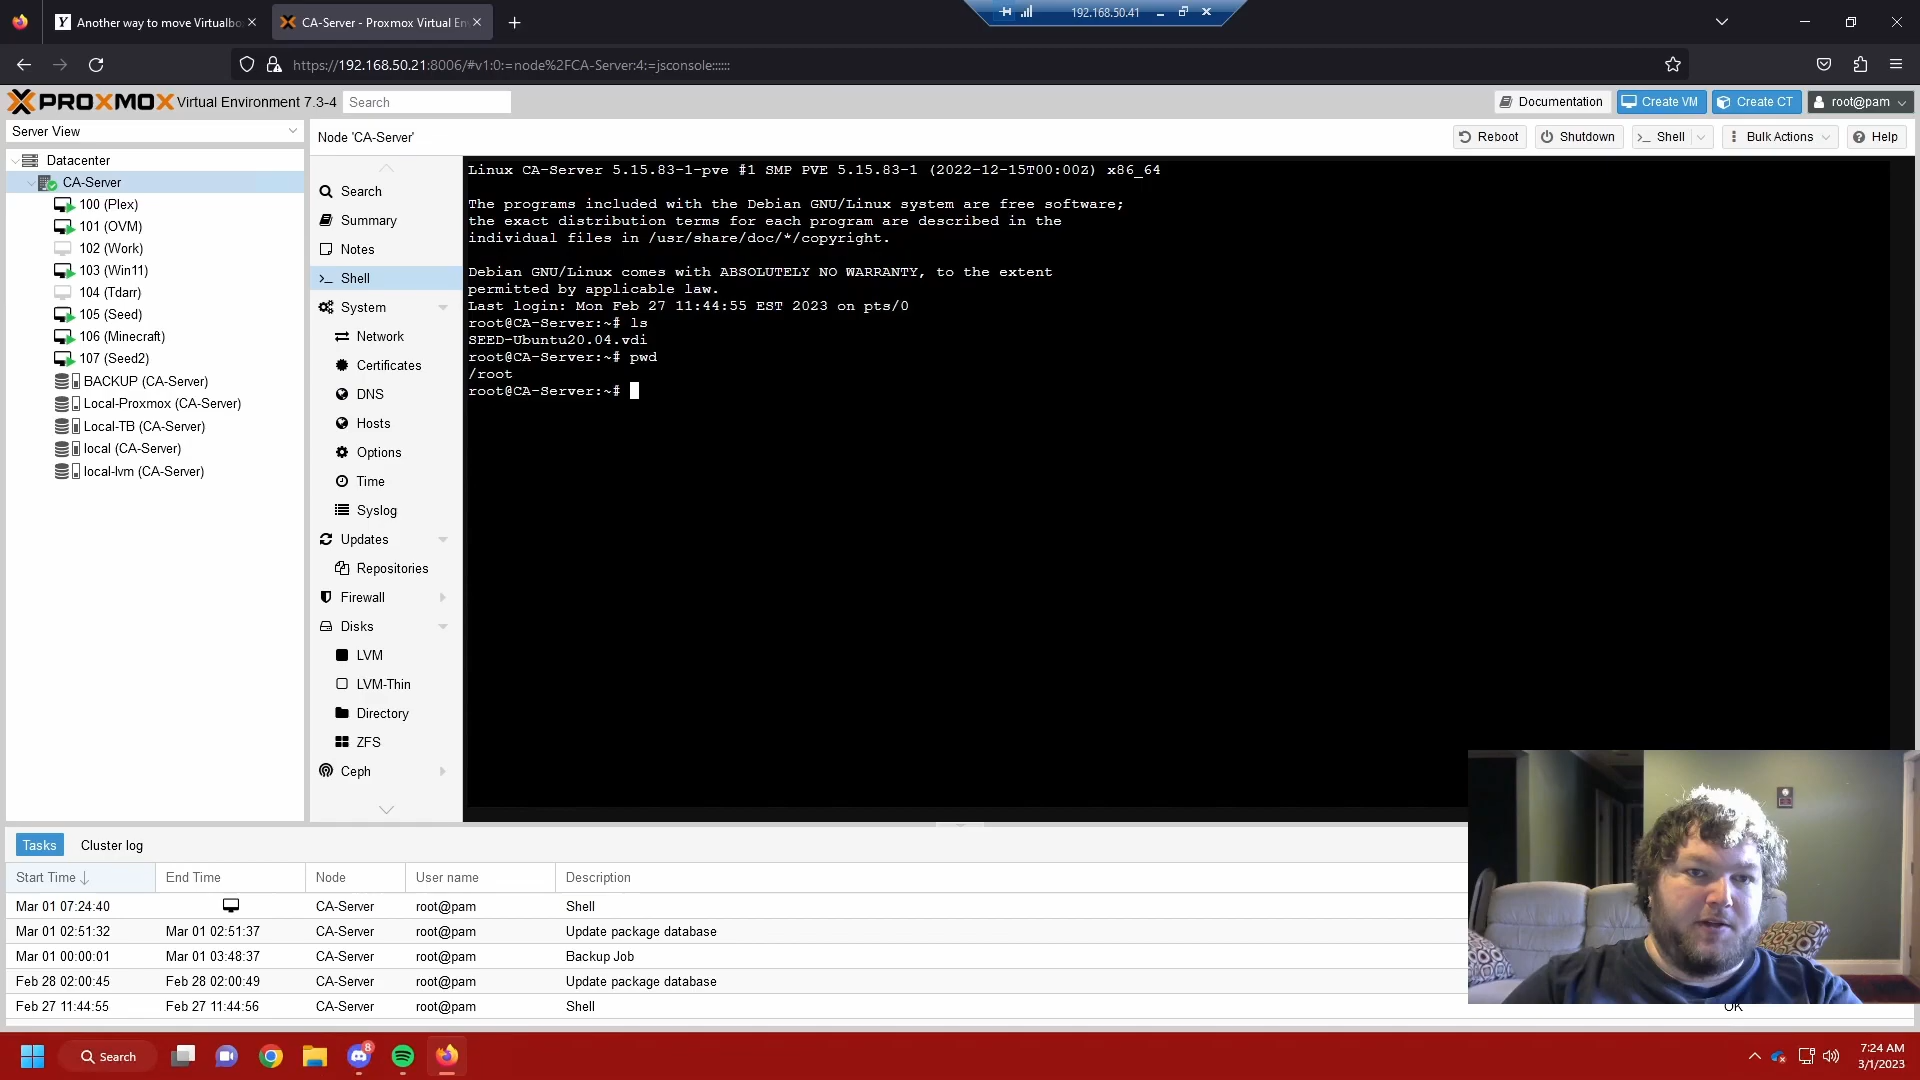 Another way to move Virtualbo
CA-Server - Proxmox Virtual En
192.168.50.41
https://192.168.50.21:8006/#v1:0:=node%2FCA-Server:4:=jsconsole::::::
PROXMOX Virtual Environment 7.3-4
Search
Documentation
Create VM
Create CT
root@pam
Server View
Node 'CA-Server'
Reboot
Shutdown
Shell
Bulk Actions
Help
Datacenter
CA-Server
100 (Plex)
101 (OVM)
102 (Work)
103 (Win11)
104 (Tdarr)
105 (Seed)
106 (Minecraft)
107 (Seed2)
BACKUP (CA-Server)
Local-Proxmox (CA-Server)
Local-TB (CA-Server)
local (CA-Server)
local-lvm (CA-Server)
Search
Summary
Notes
Shell
System
Network
Certificates
DNS
Hosts
Options
Time
Syslog
Updates
Repositories
Firewall
Disks
LVM
LVM-Thin
Directory
ZFS
Ceph
Linux CA-Server 5.15.83-1-pve #1 SMP PVE 5.15.83-1 (2022-12-15T00:00Z) x86_64
The programs included with the Debian GNU/Linux system are free software;
the exact distribution terms for each program are described in the
individual files in /usr/share/doc/*/copyright.
Debian GNU/Linux comes with ABSOLUTELY NO WARRANTY, to the extent
permitted by applicable law.
Last login: Mon Feb 27 11:44:55 EST 2023 on pts/0
root@CA-Server:~# ls
SEED-Ubuntu20.04.vdi
root@CA-Server:~# pwd
/root
root@CA-Server:~#
Tasks
Cluster log
Start Time
End Time
Node
User name
Description
Mar 01 07:24:40
CA-Server
root@pam
Shell
Mar 01 02:51:32
Mar 01 02:51:37
CA-Server
root@pam
Update package database
Mar 01 00:00:01
Mar 01 03:48:37
CA-Server
root@pam
Backup Job
Feb 28 02:00:45
Feb 28 02:00:49
CA-Server
root@pam
Update package database
Feb 27 11:44:55
Feb 27 11:44:56
CA-Server
root@pam
Shell
OK
Search
8
7:24 AM
3/1/2023